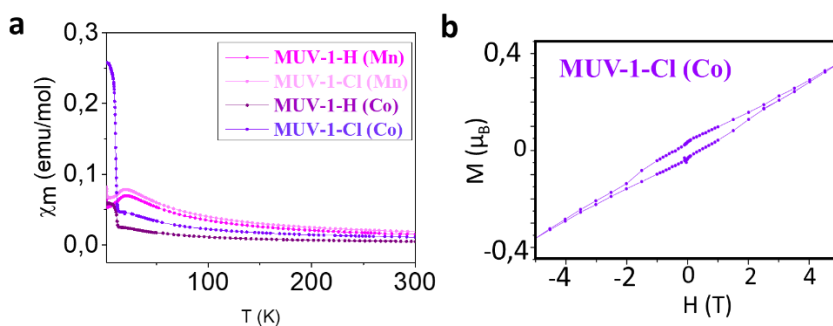 a
0,3
0,2
0,1
0,0
χm (emu/mol)
MUV-1-H (Mn)
MUV-1-Cl (Mn)
MUV-1-H (Co)
MUV-1-Cl (Co)
100
200
300
T (K)
b
0,4
0
-0,4
M (μB)
MUV-1-Cl (Co)
-4
-2
0
2
4
H (T)